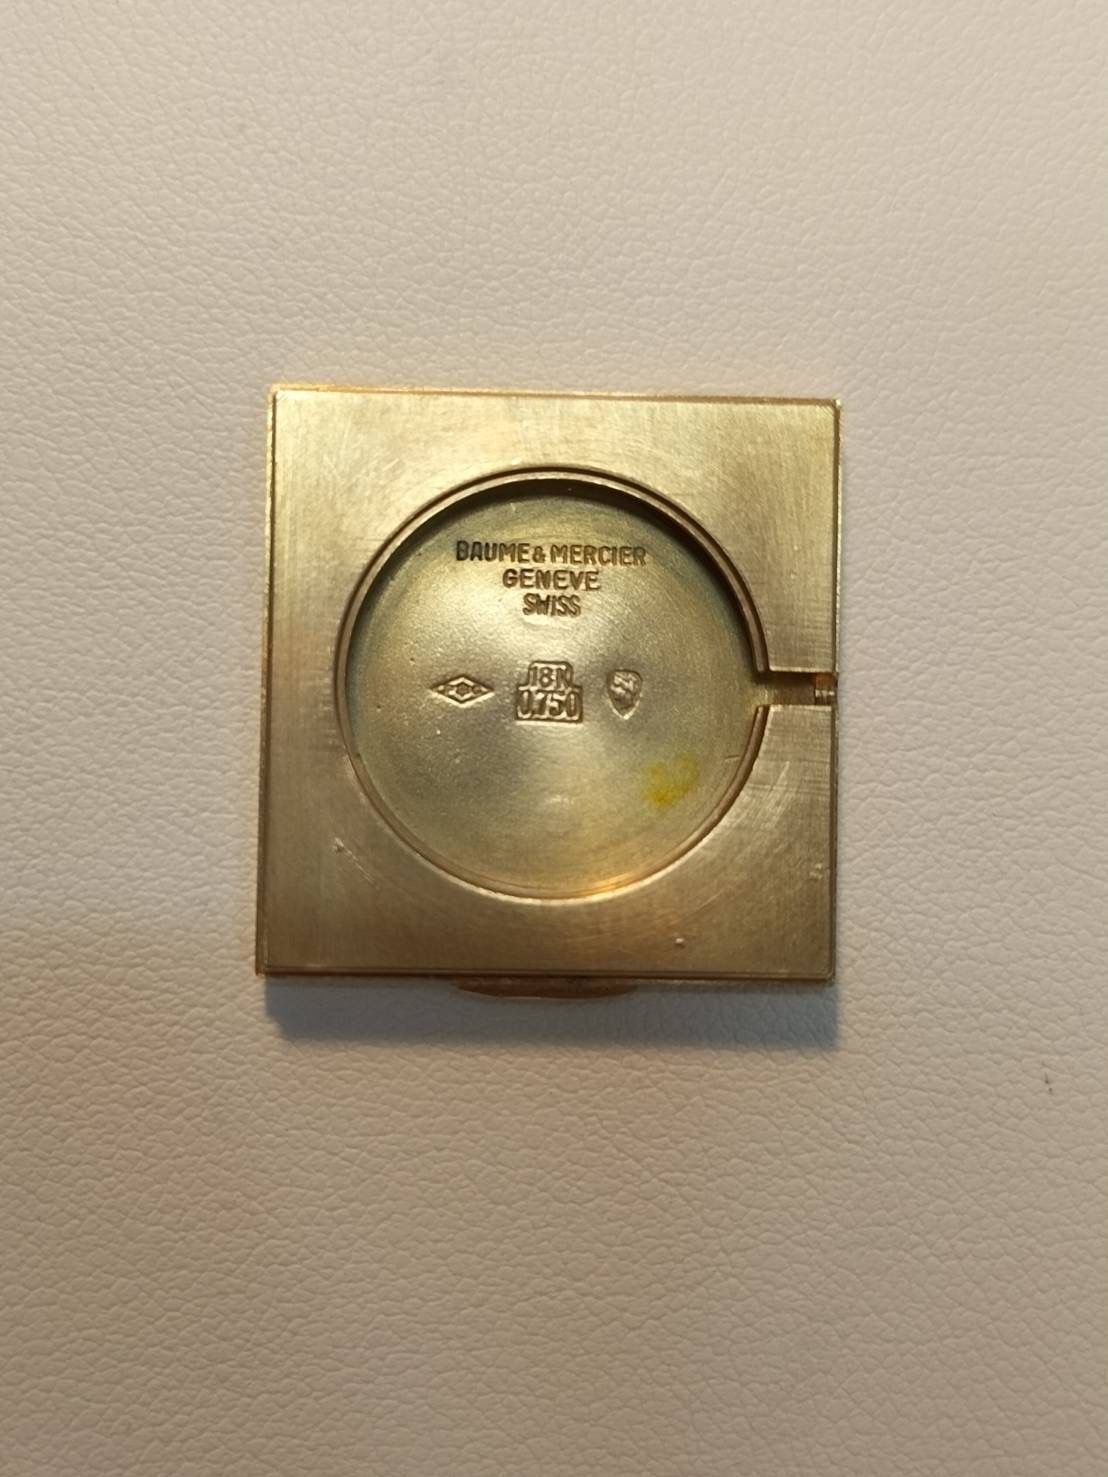 BAUME & MERCIER
GENEVE
SWISS
18K
0.750